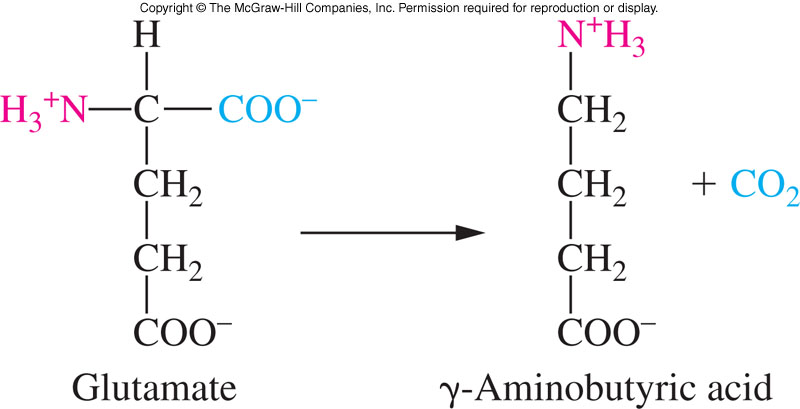 Copyright © The McGraw-Hill Companies, Inc. Permission required for reproduction or display.
H
H₃⁺N—C—COO⁻
CH₂
CH₂
COO⁻
Glutamate
N⁺H₃
CH₂
CH₂
CH₂
COO⁻
γ-Aminobutyric acid
+ CO₂